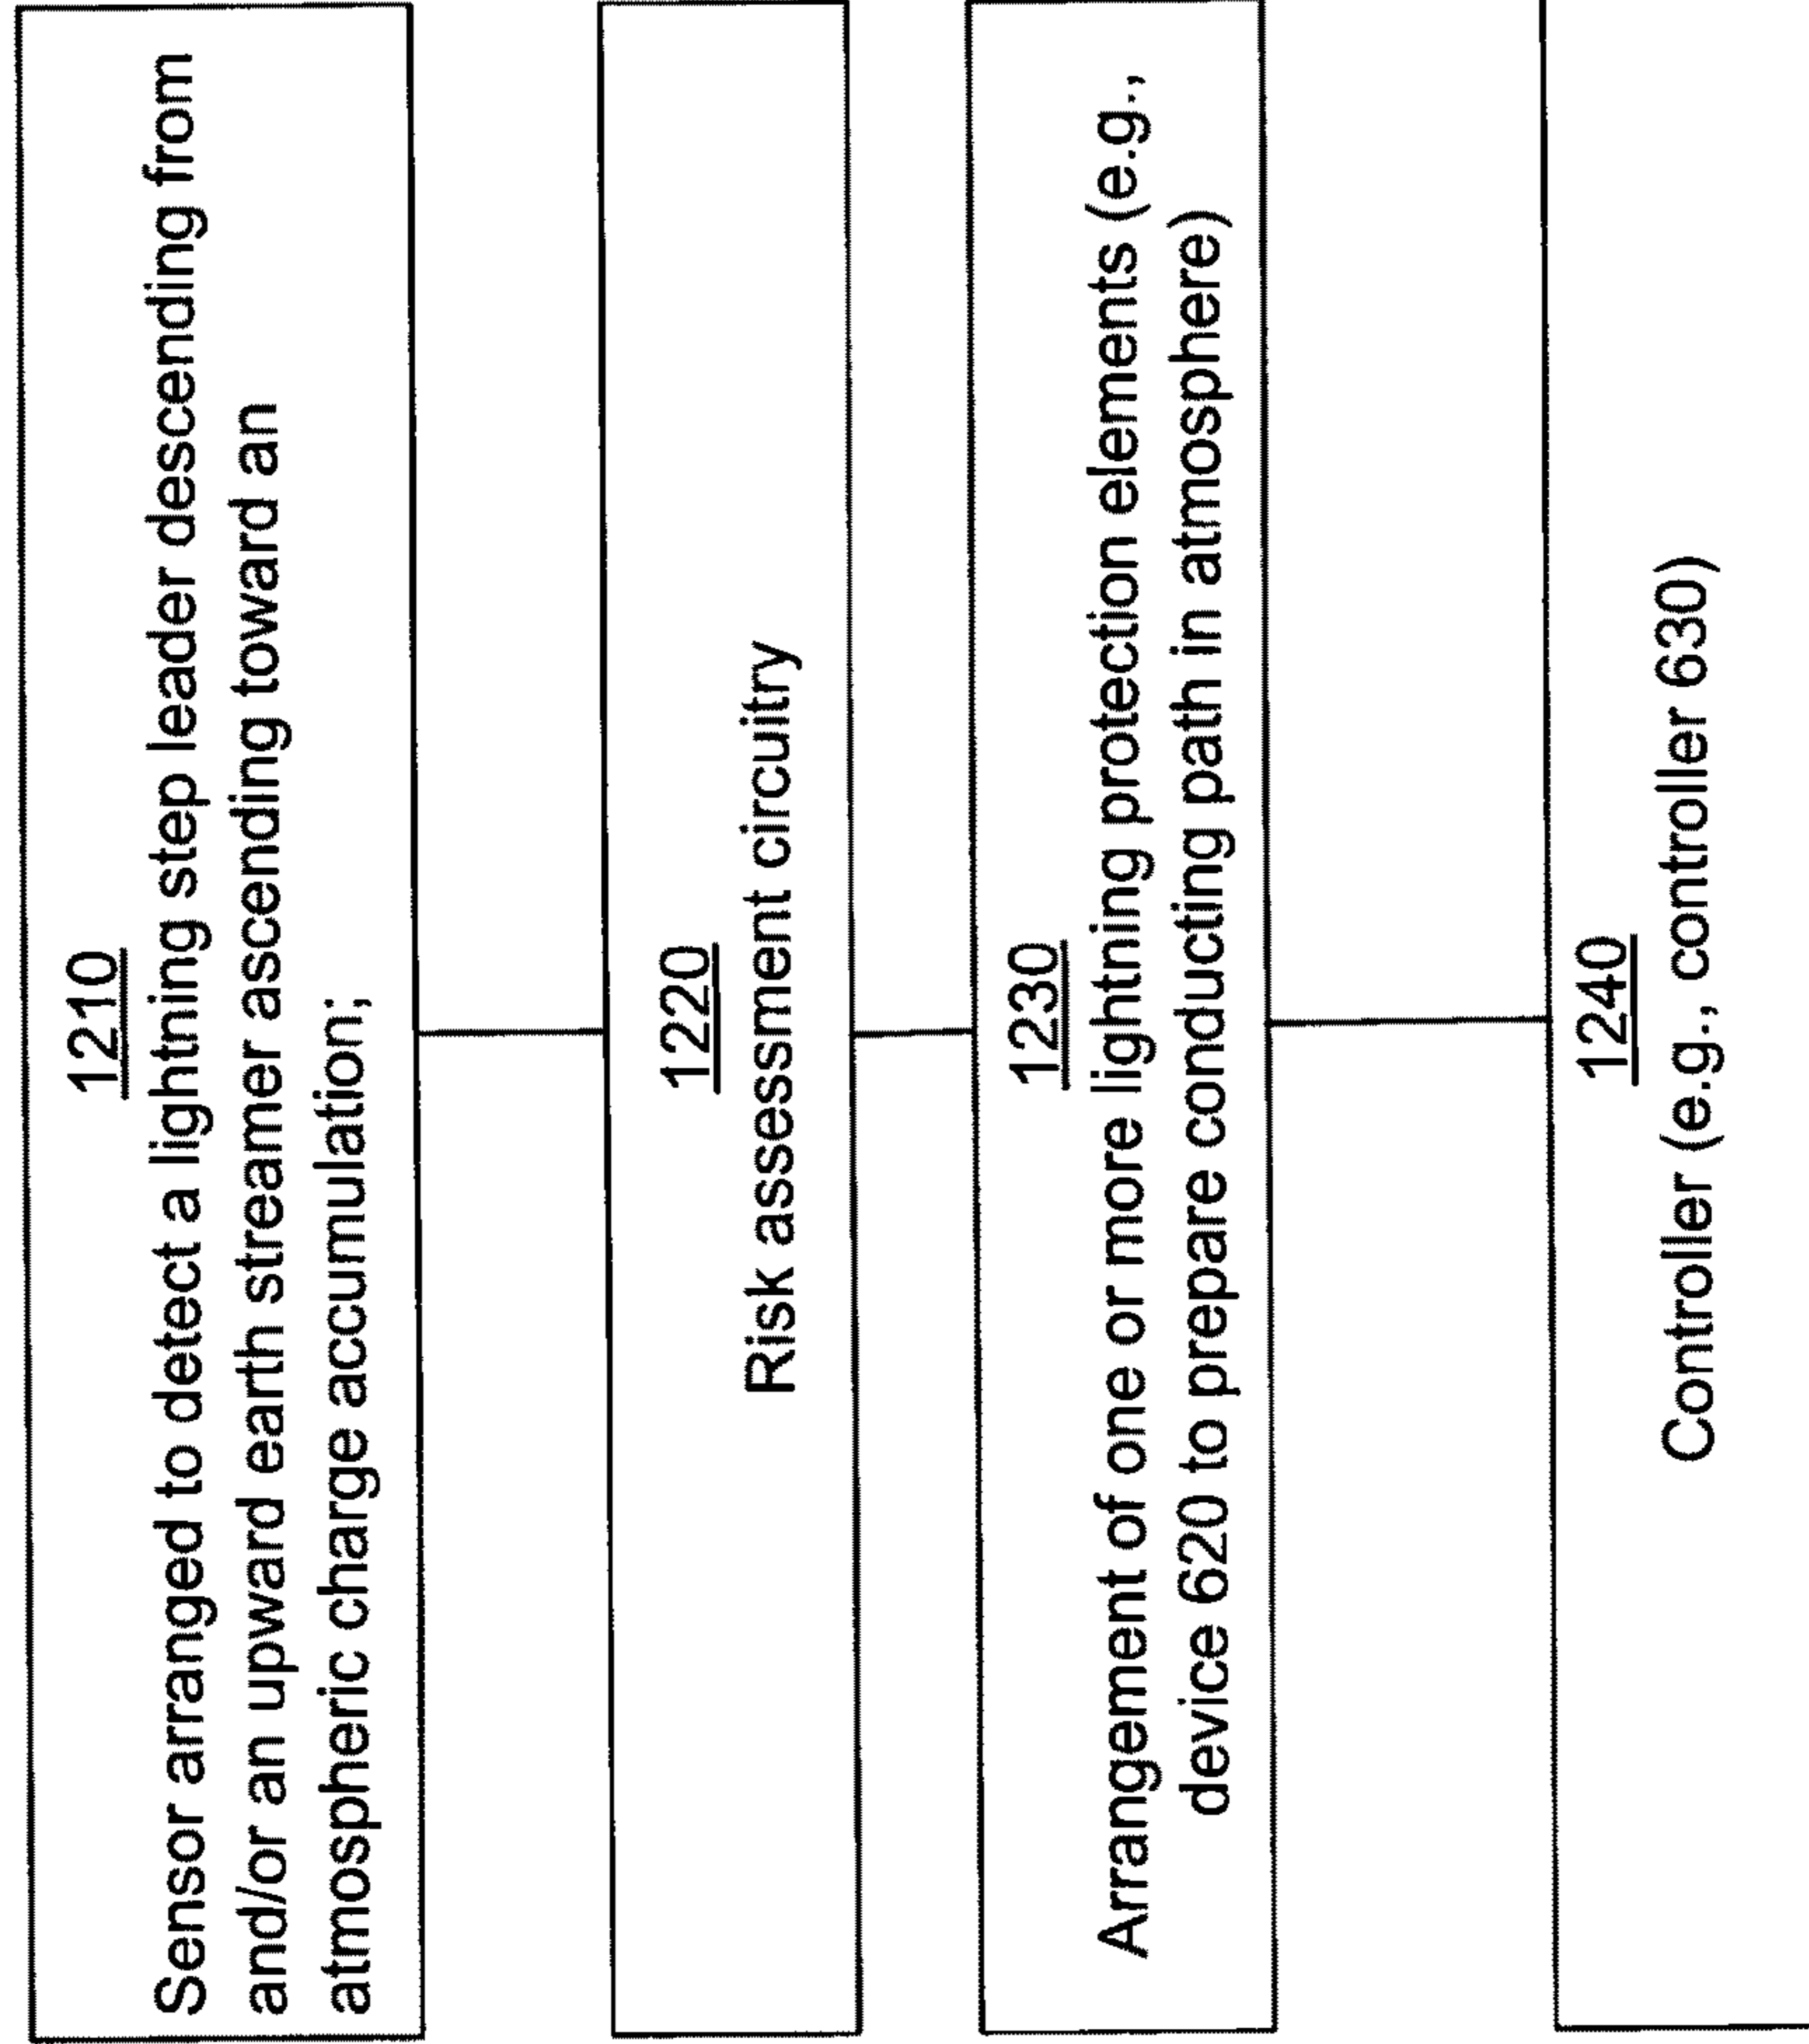 1210
Sensor arranged to detect a lightning step leader descending from
and/or an upward earth streamer ascending toward an
atmospheric charge accumulation;
1220
Risk assessment circuitry
1230
Arrangement of one or more lightning protection elements (e.g.,
device 620 to prepare conducting path in atmosphere)
1240
Controller (e.g., controller 630)